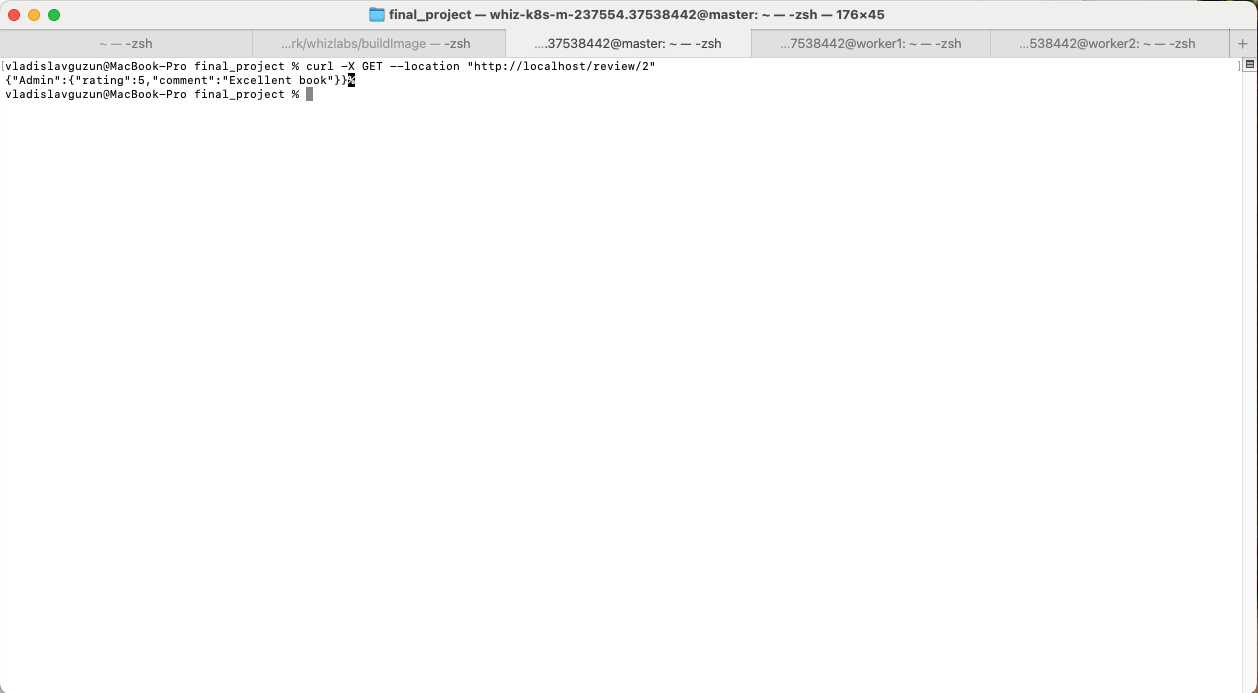 final_project — whiz-k8s-m-237554.37538442@master: ~ — -zsh — 176×45
~ — -zsh
...rk/whizlabs/buildImage — -zsh
....37538442@master: ~ — -zsh
...7538442@worker1: ~ — -zsh
...538442@worker2: ~ — -zsh
+
[vladislavguzun@MacBook-Pro final_project % curl -X GET --location "http://localhost/review/2" ]
{"Admin":{"rating":5,"comment":"Excellent book"}}%
vladislavguzun@MacBook-Pro final_project %